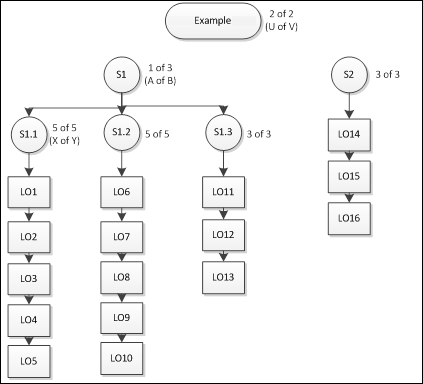 Example
2 of 2
(U of V)
S1
1 of 3
(A of B)
S2
3 of 3
S1.1
5 of 5
(X of Y)
S1.2
5 of 5
S1.3
3 of 3
LO1
LO2
LO3
LO4
LO5
LO6
LO7
LO8
LO9
LO10
LO11
LO12
LO13
LO14
LO15
LO16